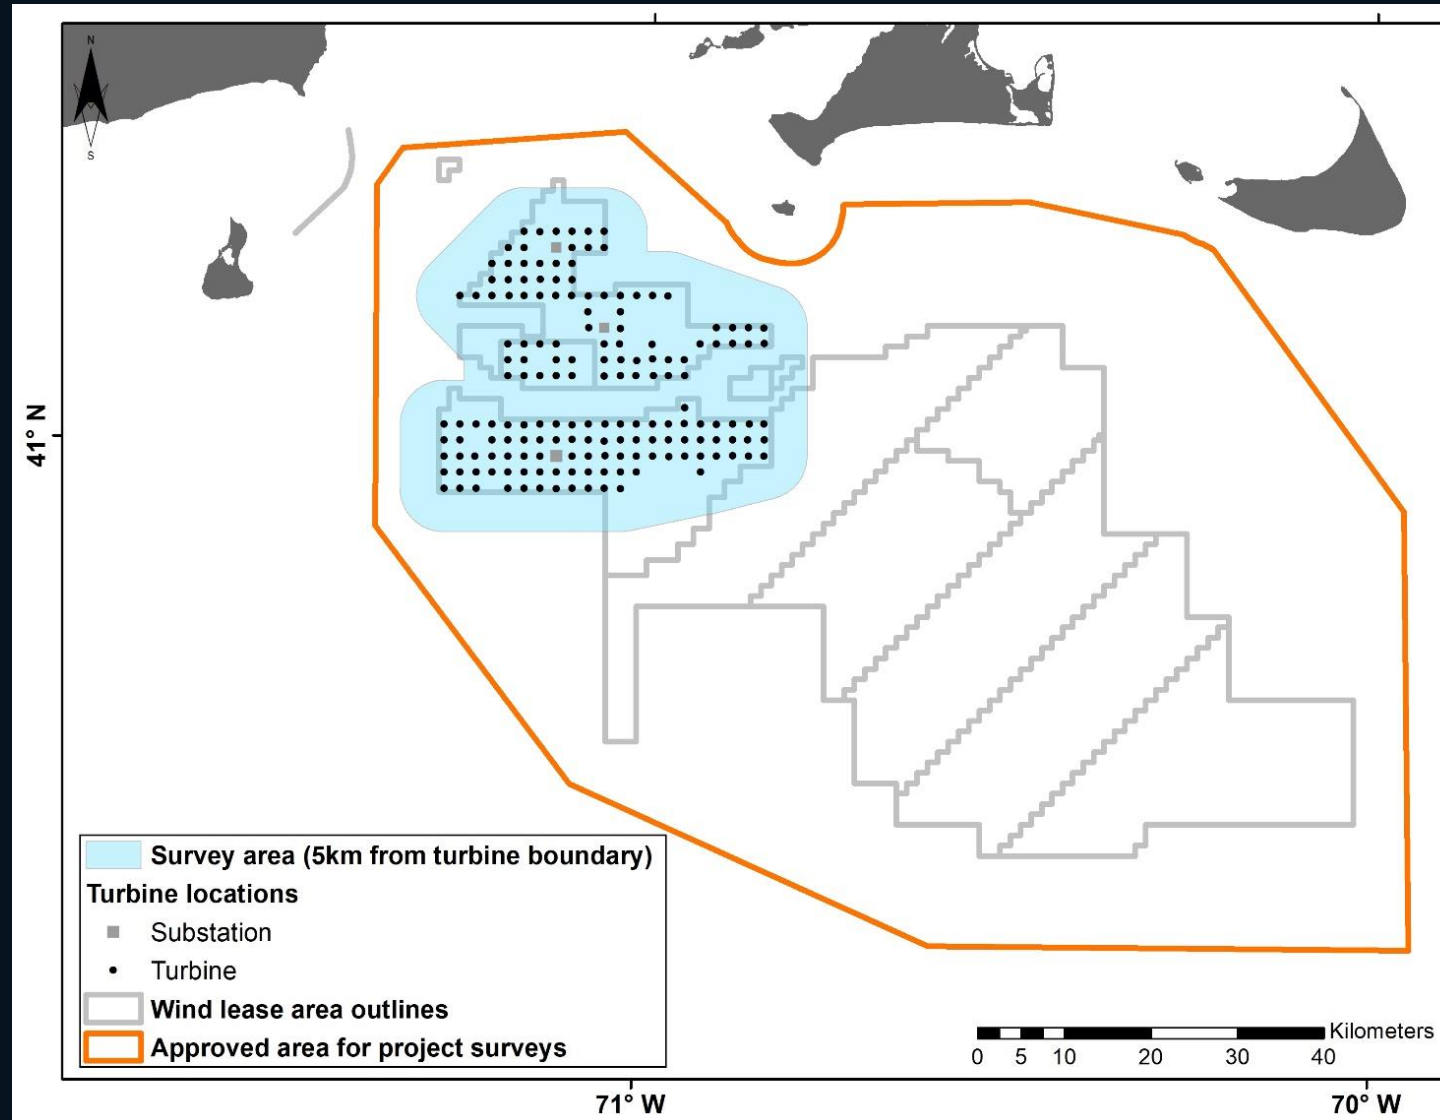 N
S
41° N
Survey area (5km from turbine boundary)
Turbine locations
Substation
Turbine
Wind lease area outlines
Approved area for project surveys
Kilometers
0 5 10 20 30 40
71° W
70° W